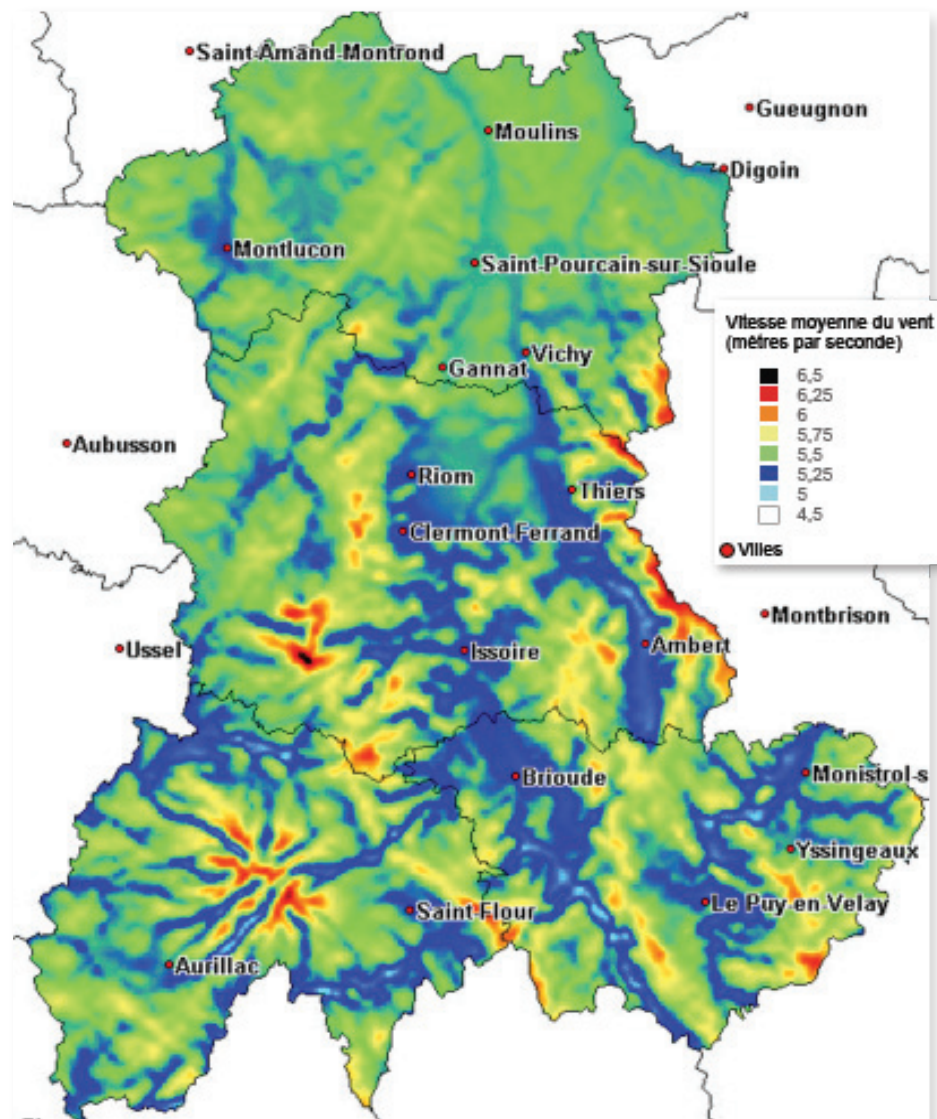 Saint-Amand-Montrond
Gueugnon
Moulins
Digoin
Montlucon
Saint-Pourcain-sur-Sioule
Vitesse moyenne du vent
(mètres par seconde)
6,5
6,25
6
5,75
5,5
5,25
5
4,5
Villes
Vichy
Gannat
Aubusson
Riom
Thiers
Clermont-Ferrand
Montbrison
Ussel
Issoire
Ambert
Brioude
Monistrol-s
Yssingeaux
Le-Puy-en-Velay
Saint-Flour
Aurillac